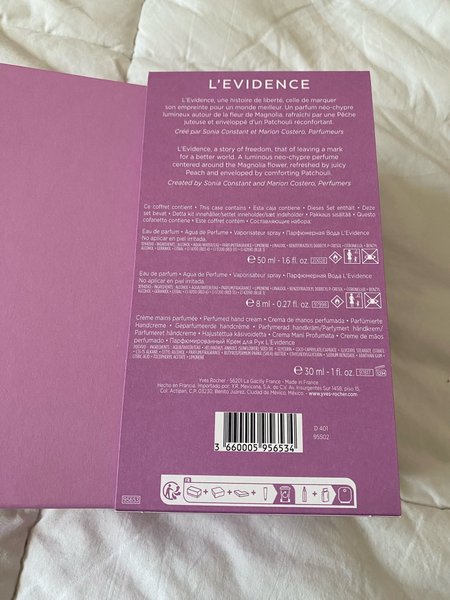 L'EVIDENCE
L'Evidence, une histoire de liberté, celle de marquer
son empreinte pour un monde meilleur. Un parfum néo-chypre
lumineux autour de la fleur de Magnolia, rafraîchi par une Pêche
juteuse et enveloppé d'un Patchouli réconfortant.
Créé par Sonia Constant et Marion Costero, Parfumeurs
L'Evidence, a story of freedom, that of leaving a mark
for a better world. A luminous neo-chypre perfume
centered around the Magnolia flower, refreshed by juicy
Peach and enveloped by comforting Patchouli.
Created by Sonia Constant and Marion Costero, Perfumers
Ce coffret contient • This case contains • Esta caja contiene • Dieses Set enthält • Deze
set bevat • Detta kit innehåller/settet inneholder/sæt indeholder • Pakkaus sisältää • Questo
cofanetto contiene • Este conjunto contém • Составляющие набора:
Eau de parfum • Agua de Perfume • Vaporisateur spray • Парфюмерная Вода L'Evidence
No aplicar en piel irritada.
50 ml - 1.6 fl. oz.
Eau de parfum • Agua de Perfume • Vaporisateur spray • Парфюмерная Вода L'Evidence
No aplicar en piel irritada.
8 ml - 0.27 fl. oz.
Crème mains parfumée • Perfumed hand cream • Crema de manos perfumada • Parfümierte
Handcreme • Geparfumeerde handcrème • Parfymerad handkräm/Parfymert håndkrem/
Parfumeret håndcreme • Hajustettua käsivoidetta • Crema Mani Profumata • Creme de mãos
perfumado • Парфюмированный Крем для Рук L'Evidence:
30 ml - 1 fl. oz.
12M
Yves Rocher - 56201 La Gacilly France - Made in France
Hecho en Francia. Importado por: Y.R. Mexicana, S.A. de C.V. Av. Insurgentes Sur 1458, piso 15,
Col. Actipan, C.P. 03230, Benito Juárez, Ciudad de México, México. - www.yves-rocher.com
D 401
95502
3 660005 956534
FR